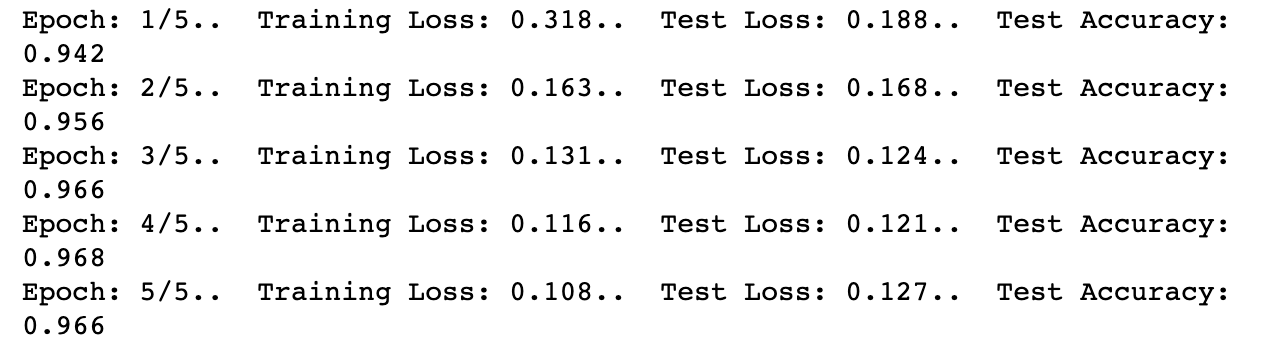 Epoch: 1/5..  Training Loss: 0.318..  Test Loss: 0.188..  Test Accuracy:
0.942
Epoch: 2/5..  Training Loss: 0.163..  Test Loss: 0.168..  Test Accuracy:
0.956
Epoch: 3/5..  Training Loss: 0.131..  Test Loss: 0.124..  Test Accuracy:
0.966
Epoch: 4/5..  Training Loss: 0.116..  Test Loss: 0.121..  Test Accuracy:
0.968
Epoch: 5/5..  Training Loss: 0.108..  Test Loss: 0.127..  Test Accuracy:
0.966